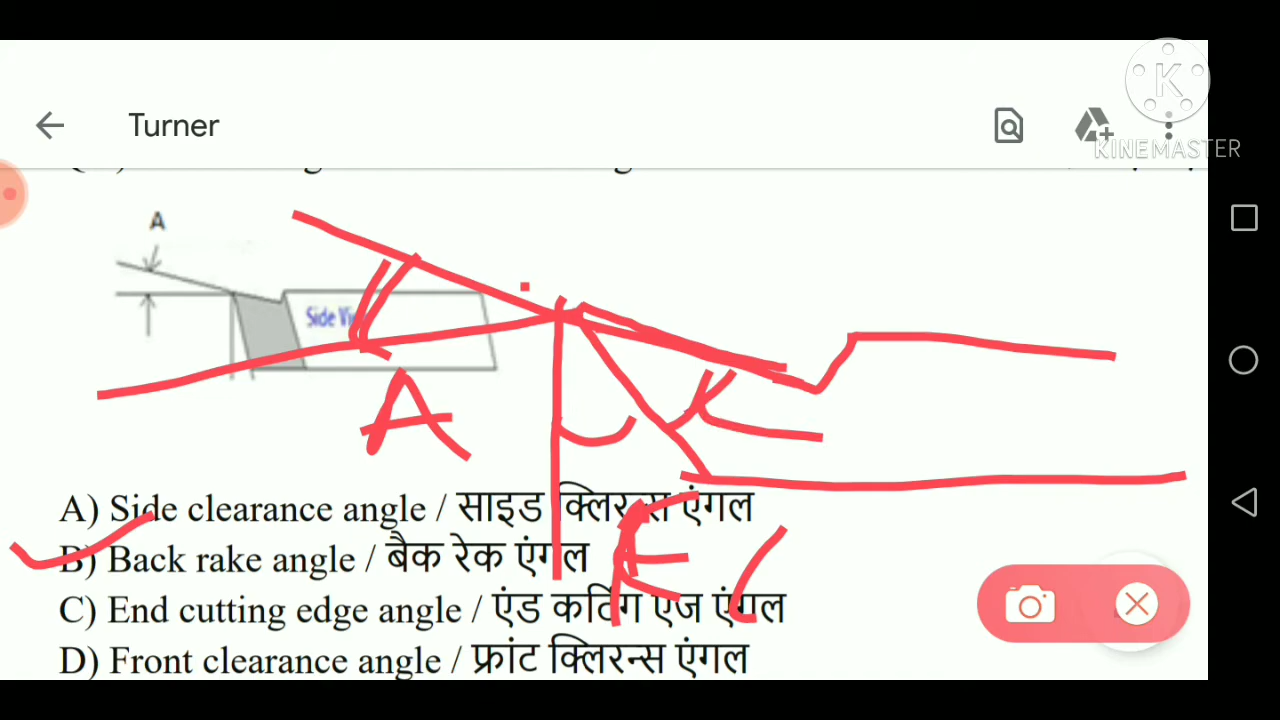 Turner
KINEMASTER
A
Side Vi
A
A) Side clearance angle / साइड क्लिरन्स एंगल
B) Back rake angle / बैक रेक एंगल
C) End cutting edge angle / एंड कटिंग एज एंगल
D) Front clearance angle / फ्रांट क्लिरन्स एंगल